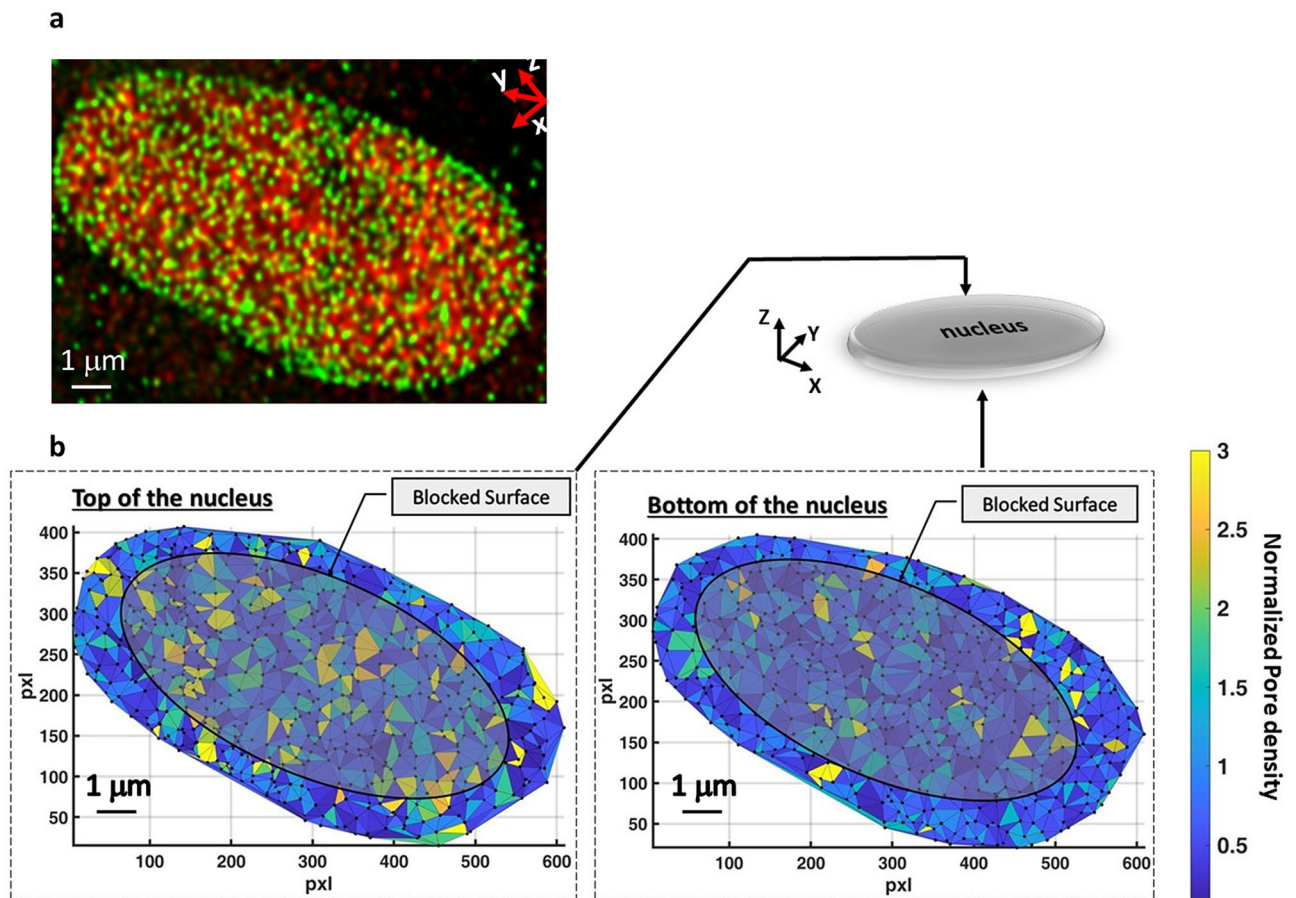 a
z
y
x
1 μm
nucleus
Z
Y
X
b
Top of the nucleus
Blocked Surface
400
350
300
250
200
150
100
50
pxl
1 μm
100 200 300 400 500 600
pxl
Bottom of the nucleus
Blocked Surface
400
350
300
250
200
150
100
50
pxl
1 μm
100 200 300 400 500 600
pxl
3
2.5
2
1.5
1
0.5
Normalized Pore density